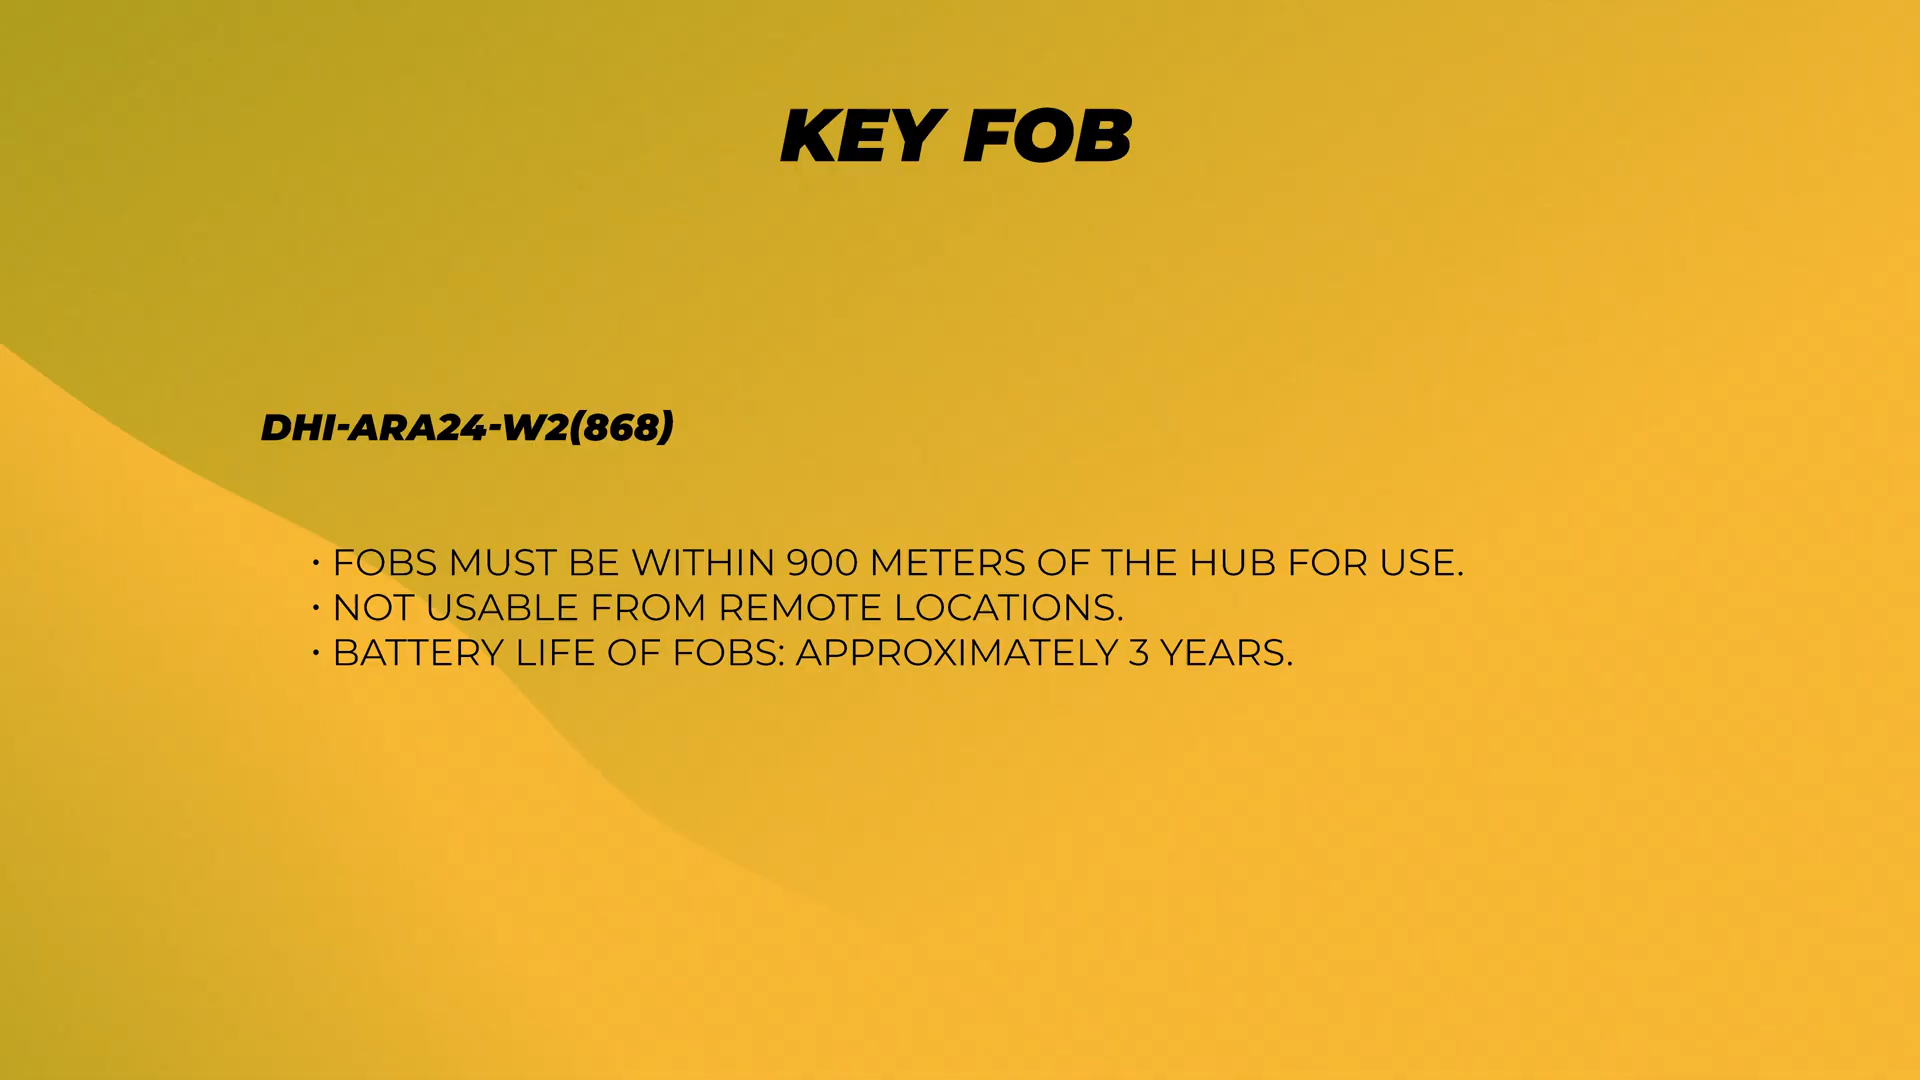 KEY FOB
DHI-ARA24-W2(868)
• FOBS MUST BE WITHIN 900 METERS OF THE HUB FOR USE.
• NOT USABLE FROM REMOTE LOCATIONS.
• BATTERY LIFE OF FOBS: APPROXIMATELY 3 YEARS.